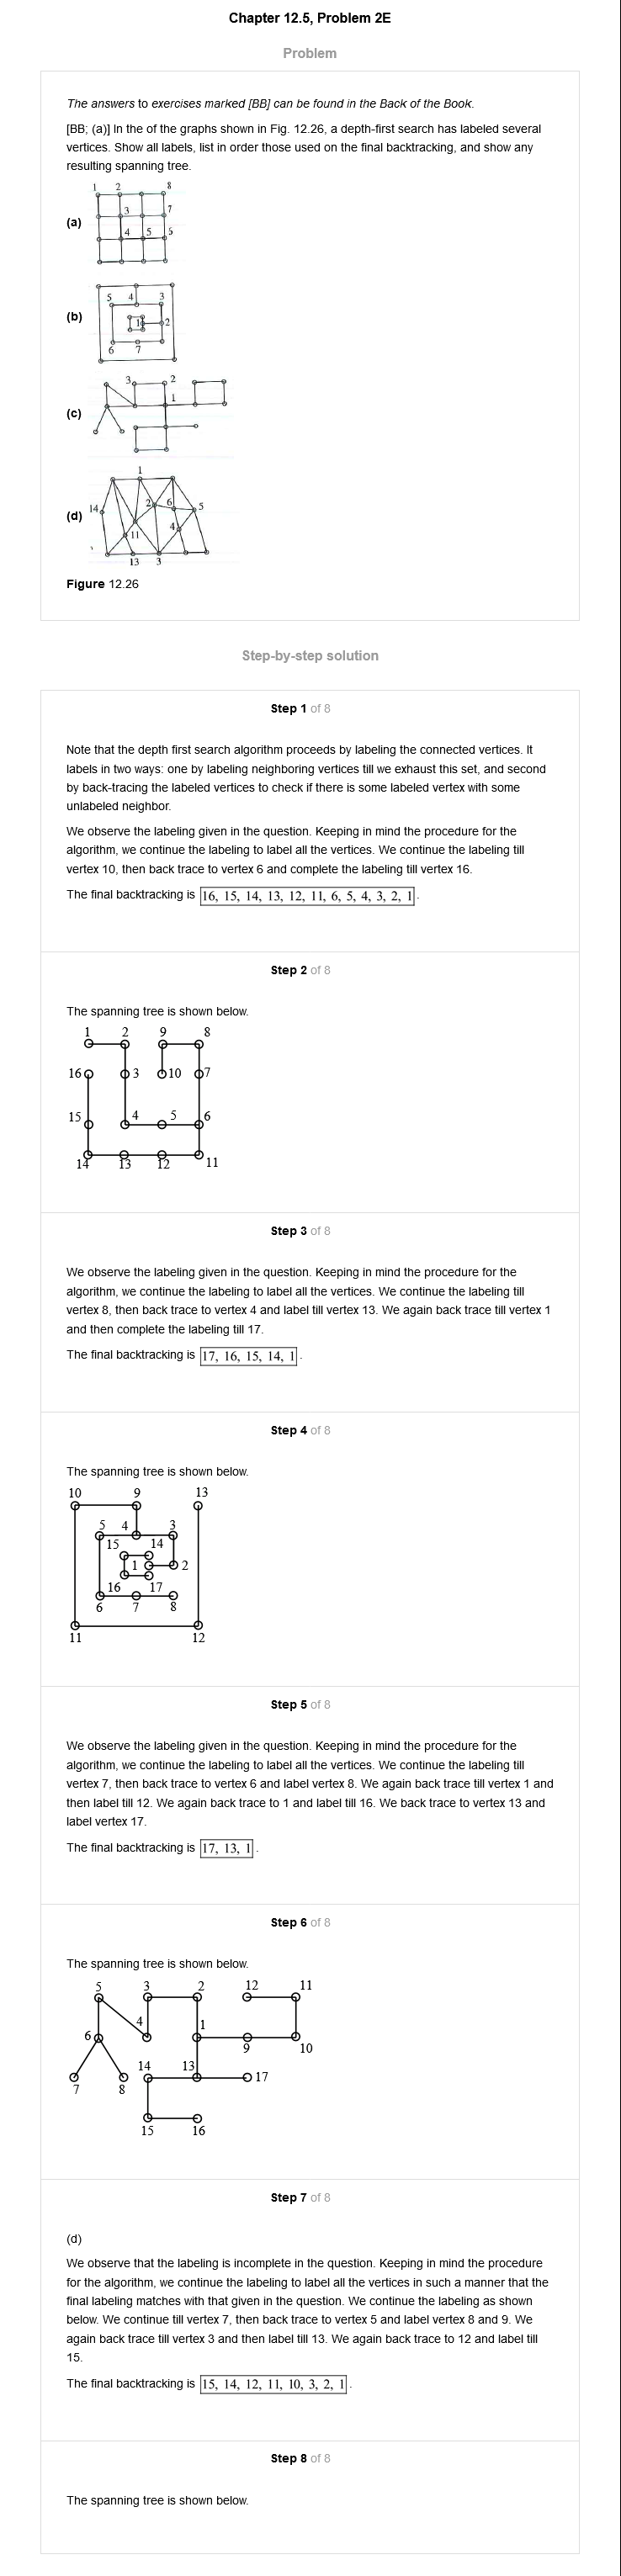 Chapter 12.5, Problem 2E
Problem
The answers to exercises marked [BB] can be found in the Back of the Book.
[BB; (a)] In the of the graphs shown in Fig. 12.26, a depth-first search has labeled several
vertices. Show all labels, list in order those used on the final backtracking, and show any
resulting spanning tree.
1 2 8
3 7
(a)
4 5 6
5 4 3
(b) 1 2
6 7
3 2
1
(c)
1
14 2 6 5
(d) 4
11
13 3
Figure 12.26
Step-by-step solution
Step 1 of 8
Note that the depth first search algorithm proceeds by labeling the connected vertices. It
labels in two ways: one by labeling neighboring vertices till we exhaust this set, and second
by back-tracing the labeled vertices to check if there is some labeled vertex with some
unlabeled neighbor.
We observe the labeling given in the question. Keeping in mind the procedure for the
algorithm, we continue the labeling to label all the vertices. We continue the labeling till
vertex 10, then back trace to vertex 6 and complete the labeling till vertex 16.
The final backtracking is 16, 15, 14, 13, 12, 11, 6, 5, 4, 3, 2, 1.
Step 2 of 8
The spanning tree is shown below.
1 2 9 8
16 3 10 7
15 4 5 6
14 13 12 11
Step 3 of 8
We observe the labeling given in the question. Keeping in mind the procedure for the
algorithm, we continue the labeling to label all the vertices. We continue the labeling till
vertex 8, then back trace to vertex 4 and label till vertex 13. We again back trace till vertex 1
and then complete the labeling till 17.
The final backtracking is 17, 16, 15, 14, 1.
Step 4 of 8
The spanning tree is shown below.
10 9 13
5 4 3
15 14
1 2
16 17
6 7 8
11 12
Step 5 of 8
We observe the labeling given in the question. Keeping in mind the procedure for the
algorithm, we continue the labeling to label all the vertices. We continue the labeling till
vertex 7, then back trace to vertex 6 and label vertex 8. We again back trace till vertex 1 and
then label till 12. We again back trace to 1 and label till 16. We back trace to vertex 13 and
label vertex 17.
The final backtracking is 17, 13, 1.
Step 6 of 8
The spanning tree is shown below.
5 3 2 12 11
4 1
6 9 10
14 13 17
7 8
15 16
Step 7 of 8
(d)
We observe that the labeling is incomplete in the question. Keeping in mind the procedure
for the algorithm, we continue the labeling to label all the vertices in such a manner that the
final labeling matches with that given in the question. We continue the labeling as shown
below. We continue till vertex 7, then back trace to vertex 5 and label vertex 8 and 9. We
again back trace till vertex 3 and then label till 13. We again back trace to 12 and label till
15.
The final backtracking is 15, 14, 12, 11, 10, 3, 2, 1.
Step 8 of 8
The spanning tree is shown below.